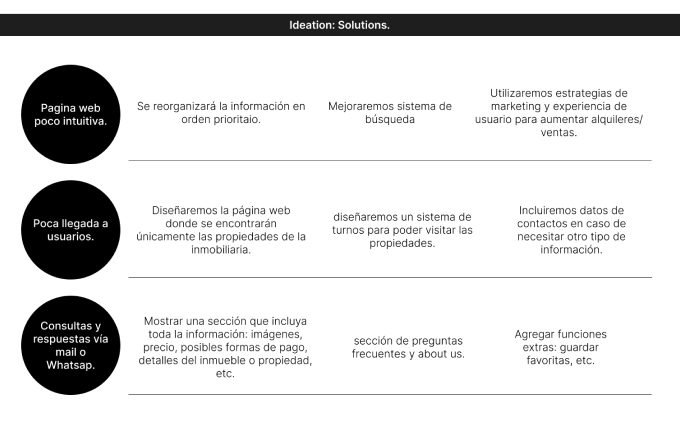 Ideation: Solutions.
Pagina web
poco intuitiva.
Se reorganizará la información en
orden prioritaio.
Mejoraremos sistema de
búsqueda
Utilizaremos estrategias de
marketing y experiencia de
usuario para aumentar alquileres/
ventas.
Poca llegada a
usuarios.
Diseñaremos la página web
donde se encontrarán
únicamente las propiedades de la
inmobiliaria.
diseñaremos un sistema de
turnos para poder visitar las
propiedades.
Incluiremos datos de
contactos en caso de
necesitar otro tipo de
información.
Consultas y
respuestas vía
mail o
Whatsap.
Mostrar una sección que incluya
toda la información: imágenes,
precio, posibles formas de pago,
detalles del inmueble o propiedad,
etc.
sección de preguntas
frecuentes y about us.
Agregar funciones
extras: guardar
favoritas, etc.